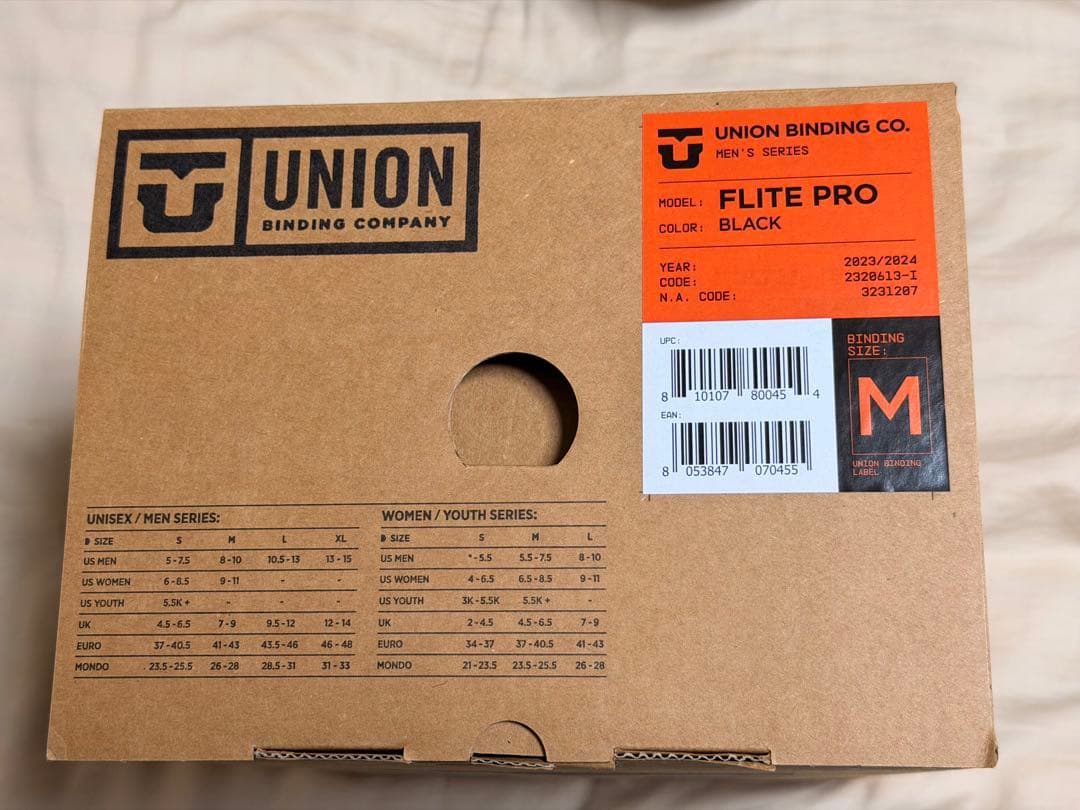 UNION
BINDING COMPANY
UNION BINDING CO.
MEN'S SERIES
MODEL: FLITE PRO
COLOR: BLACK
YEAR: 2023/2024
CODE: 2320613-I
N.A. CODE: 3231207
UPC:
8 10107 80045 4
EAN:
8 053847 070455
BINDING
SIZE:
M
UNION BINDING
LABEL
UNISEX / MEN SERIES:
SIZE S M L XL
US MEN 5-7.5 8-10 10.5-13 13-15
US WOMEN 6-8.5 9-11 - -
US YOUTH 5.5K+ - - -
UK 4.5-6.5 7-9 9.5-12 12-14
EURO 37-40.5 41-43 43.5-46 46-48
MONDO 23.5-25.5 26-28 28.5-31 31-33
WOMEN / YOUTH SERIES:
SIZE S M L
US MEN *-5.5 5.5-7.5 8-10
US WOMEN 4-6.5 6.5-8.5 9-11
US YOUTH 3K-5.5K 5.5K+ -
UK 2-4.5 4.5-6.5 7-9
EURO 34-37 37-40.5 41-43
MONDO 21-23.5 23.5-25.5 26-28